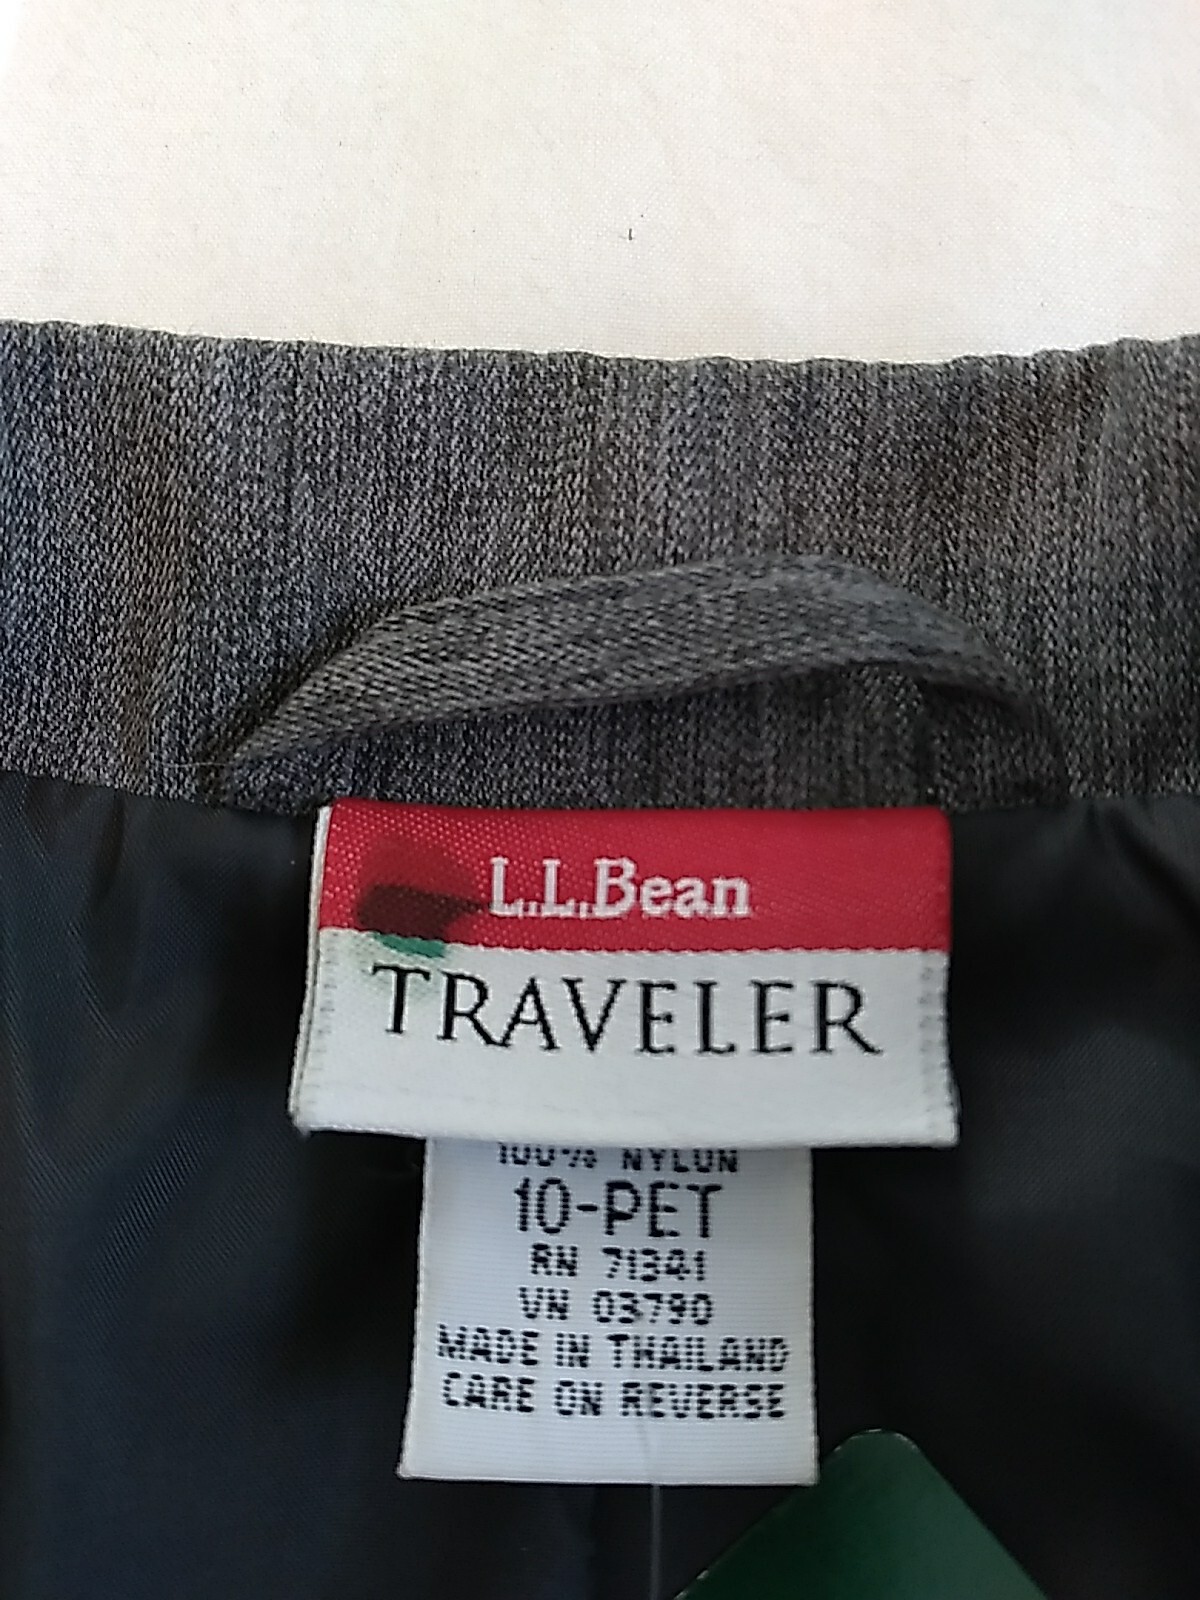 L.L.Bean
TRAVELER
100% NYLON
10-PET
RN 71341
VN 03790
MADE IN THAILAND
CARE ON REVERSE